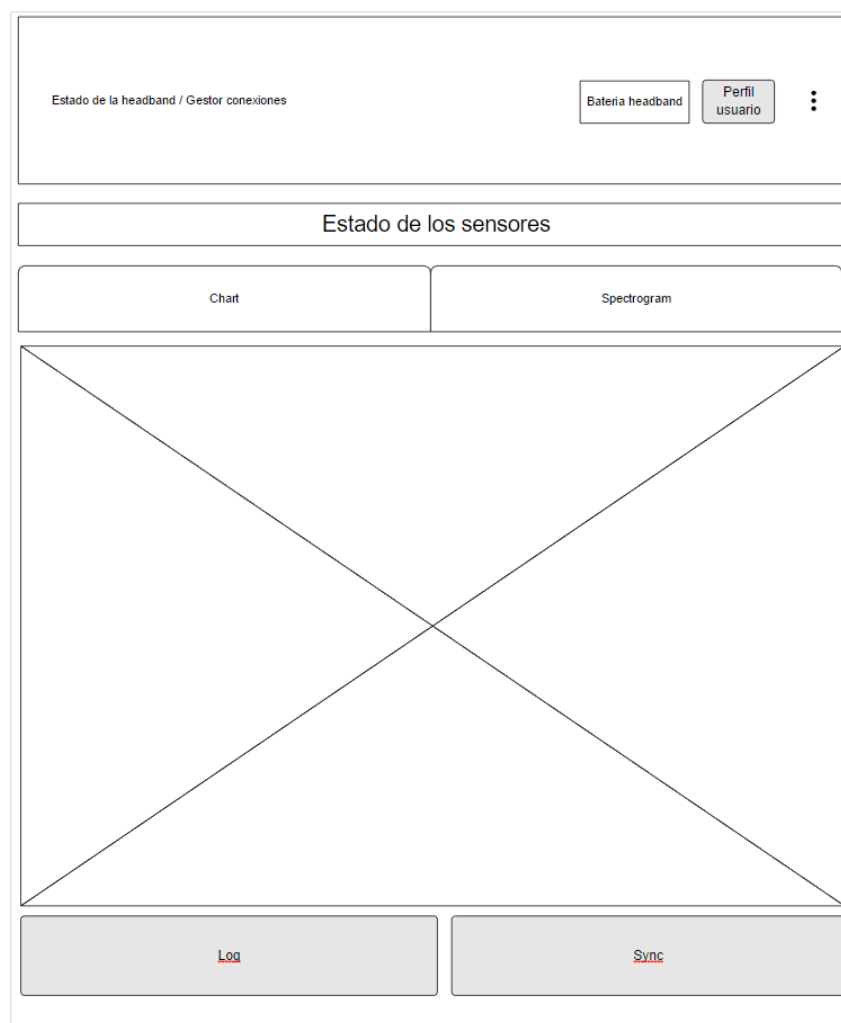 Estado de la headband / Gestor conexiones
Bateria headband
Perfil
usuario
Estado de los sensores
Chart
Spectrogram
Log
Sync